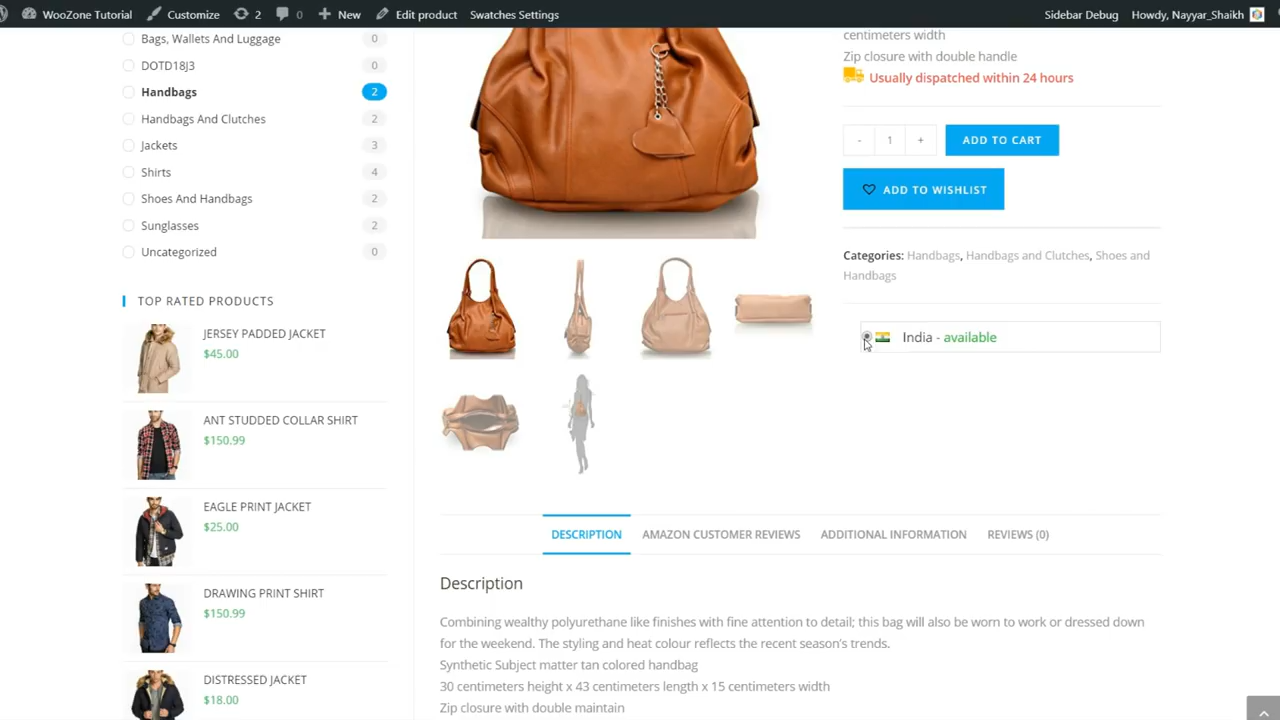 WooZone Tutorial
Customize
2
0
New
Edit product
Swatches Settings
Sidebar Debug
Howdy, Nayyar_Shaikh
Bags, Wallets And Luggage 0
DOTD18J3 0
Handbags 2
Handbags And Clutches 2
Jackets 3
Shirts 4
Shoes And Handbags 2
Sunglasses 2
Uncategorized 0
TOP RATED PRODUCTS
JERSEY PADDED JACKET
$45.00
ANT STUDDED COLLAR SHIRT
$150.99
EAGLE PRINT JACKET
$25.00
DRAWING PRINT SHIRT
$150.99
DISTRESSED JACKET
$18.00
centimeters width
Zip closure with double handle
Usually dispatched within 24 hours
- 1 + ADD TO CART
ADD TO WISHLIST
Categories: Handbags, Handbags and Clutches, Shoes and
Handbags
India - available
DESCRIPTION
AMAZON CUSTOMER REVIEWS
ADDITIONAL INFORMATION
REVIEWS (0)
Description
Combining wealthy polyurethane like finishes with fine attention to detail; this bag will also be worn to work or dressed down
for the weekend. The styling and heat colour reflects the recent season's trends.
Synthetic Subject matter tan colored handbag
30 centimeters height x 43 centimeters length x 15 centimeters width
Zip closure with double maintain